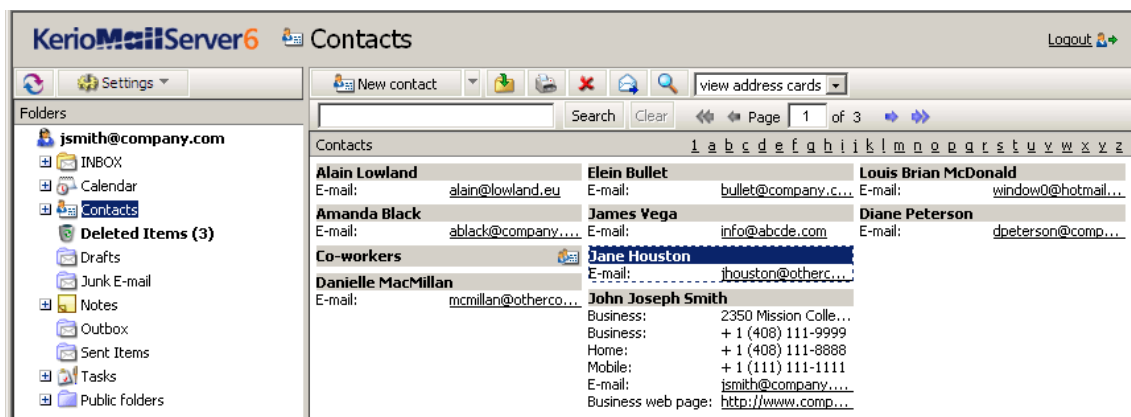 KerioMailServer6 Contacts Logout
Settings New contact view address cards
Search Clear Page 1 of 3
Folders
jsmith@company.com
INBOX
Calendar
Contacts
Deleted Items (3)
Drafts
Junk E-mail
Notes
Outbox
Sent Items
Tasks
Public folders
Contacts 1 a b c d e f g h i j k l m n o p q r s t u v w x y z
Alain Lowland
E-mail: alain@lowland.eu
Amanda Black
E-mail: ablack@company....
Co-workers
Danielle MacMillan
E-mail: mcmillan@otherco...
Elein Bullet
E-mail: bullet@company.c...
James Vega
E-mail: info@abcde.com
Jane Houston
E-mail: jhouston@otherc...
John Joseph Smith
Business: 2350 Mission Colle...
Business: + 1 (408) 111-9999
Home: + 1 (408) 111-8888
Mobile: + 1 (111) 111-1111
E-mail: jsmith@company....
Business web page: http://www.comp...
Louis Brian McDonald
E-mail: window0@hotmail...
Diane Peterson
E-mail: dpeterson@comp...